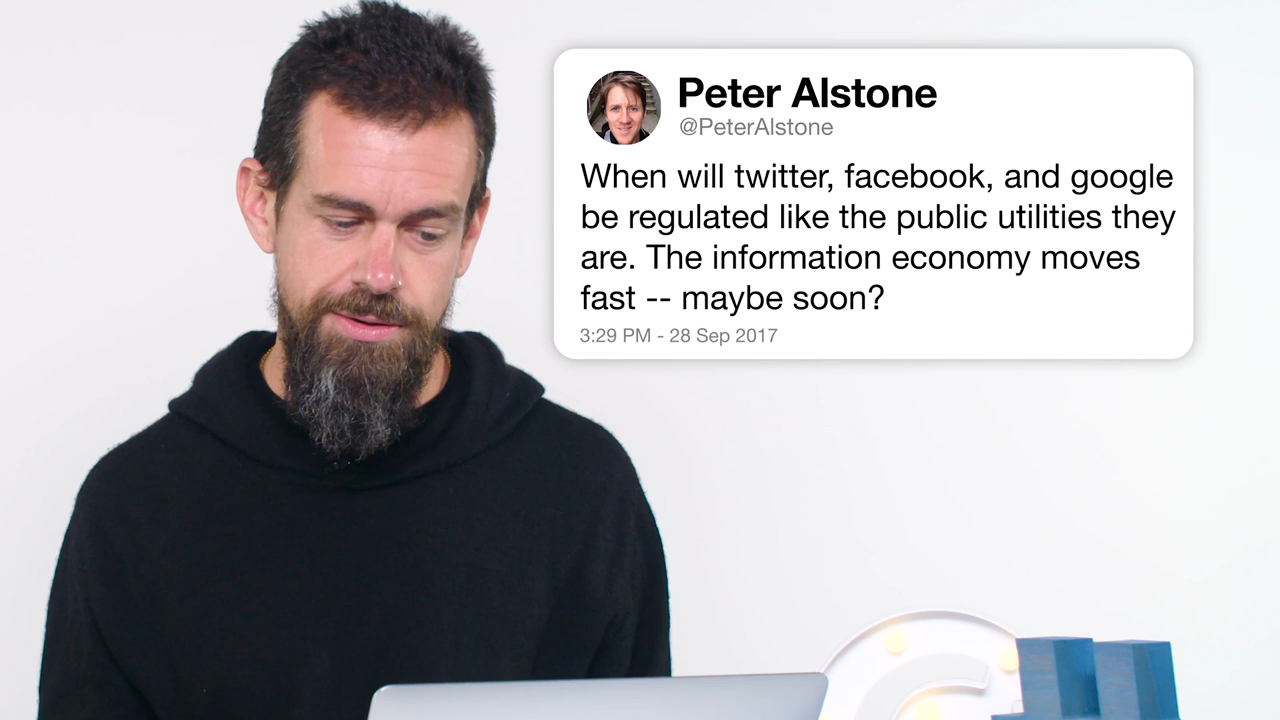 Peter Alstone
@PeterAlstone
When will twitter, facebook, and google
be regulated like the public utilities they
are. The information economy moves
fast -- maybe soon?
3:29 PM - 28 Sep 2017